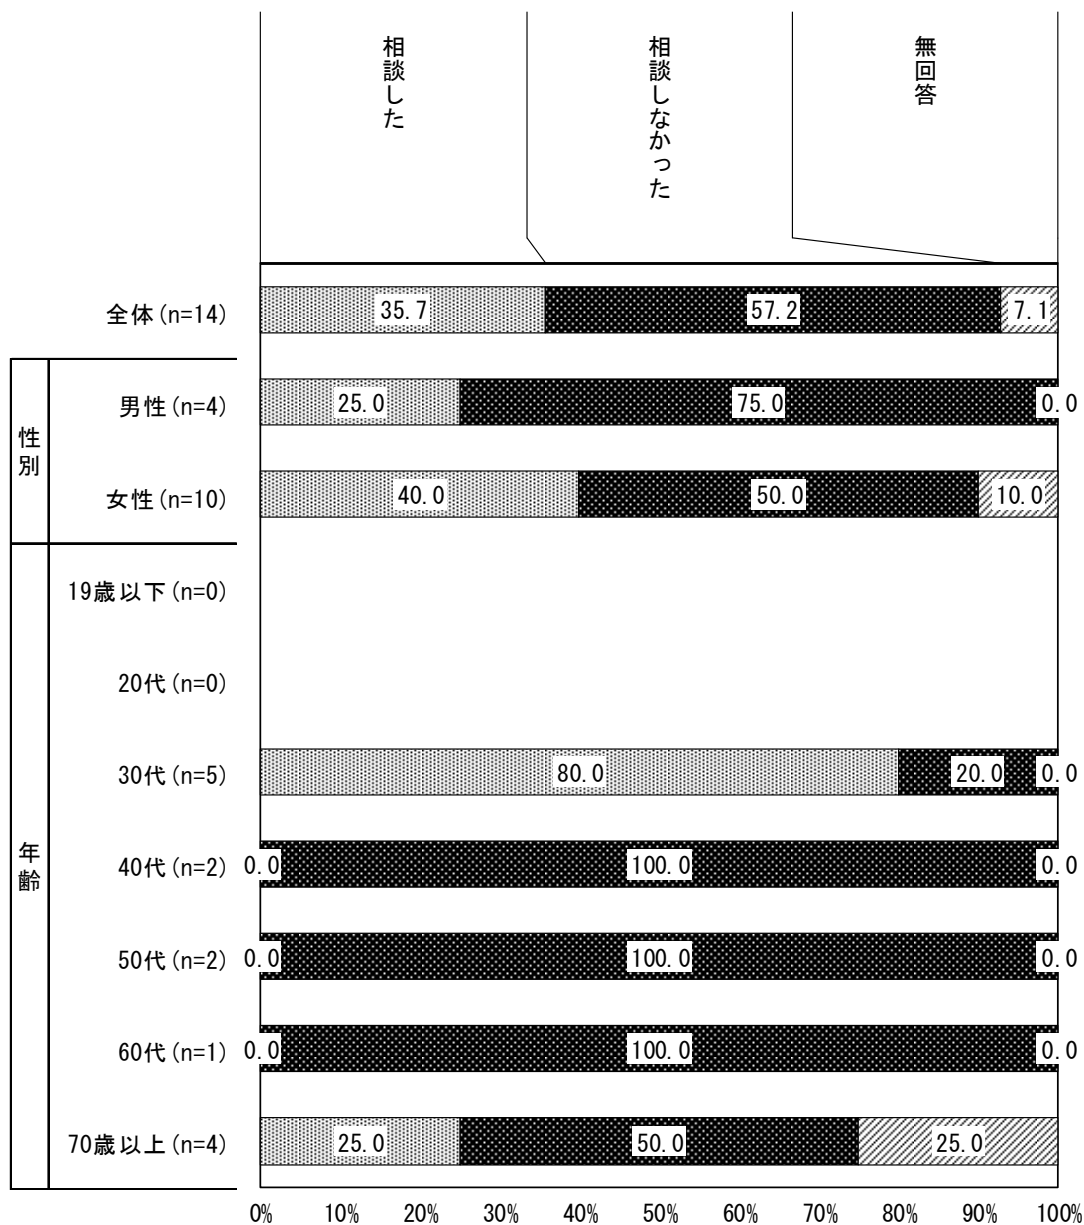 相談した
相談しなかった
無回答
全体(n=14)
35.7
57.2
7.1
性別
男性(n=4)
25.0
75.0
0.0
女性(n=10)
40.0
50.0
10.0
年齢
19歳以下(n=0)
20代(n=0)
30代(n=5)
80.0
20.0
0.0
40代(n=2)
0.0
100.0
0.0
50代(n=2)
0.0
100.0
0.0
60代(n=1)
0.0
100.0
0.0
70歳以上(n=4)
25.0
50.0
25.0
0% 10% 20% 30% 40% 50% 60% 70% 80% 90% 100%